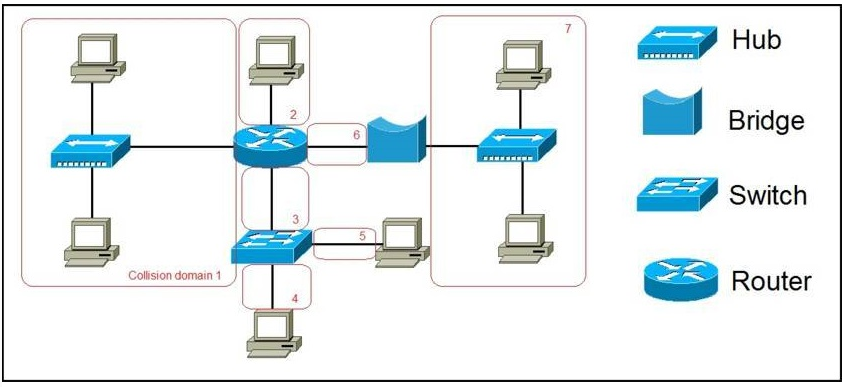 7
Hub
2
6
Bridge
3
Switch
5
Collision domain 1
4
Router